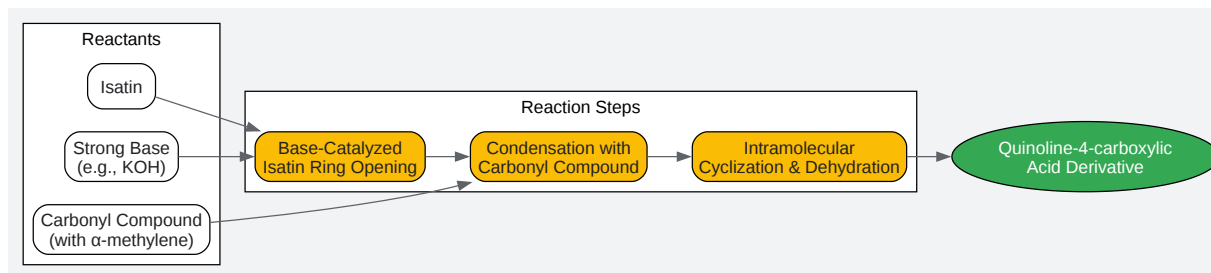 Reactants
Isatin
Strong Base
(e.g., KOH)
Carbonyl Compound
(with α-methylene)
Reaction Steps
Base-Catalyzed
Isatin Ring Opening
Condensation with
Carbonyl Compound
Intramolecular
Cyclization & Dehydration
Quinoline-4-carboxylic
Acid Derivative